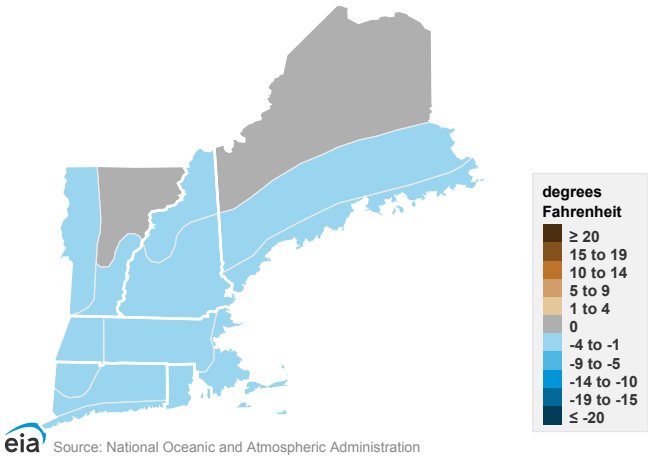 degrees
Fahrenheit
≥ 20
15 to 19
10 to 14
5 to 9
1 to 4
0
-4 to -1
-9 to -5
-14 to -10
-19 to -15
≤ -20
eia
Source: National Oceanic and Atmospheric Administration